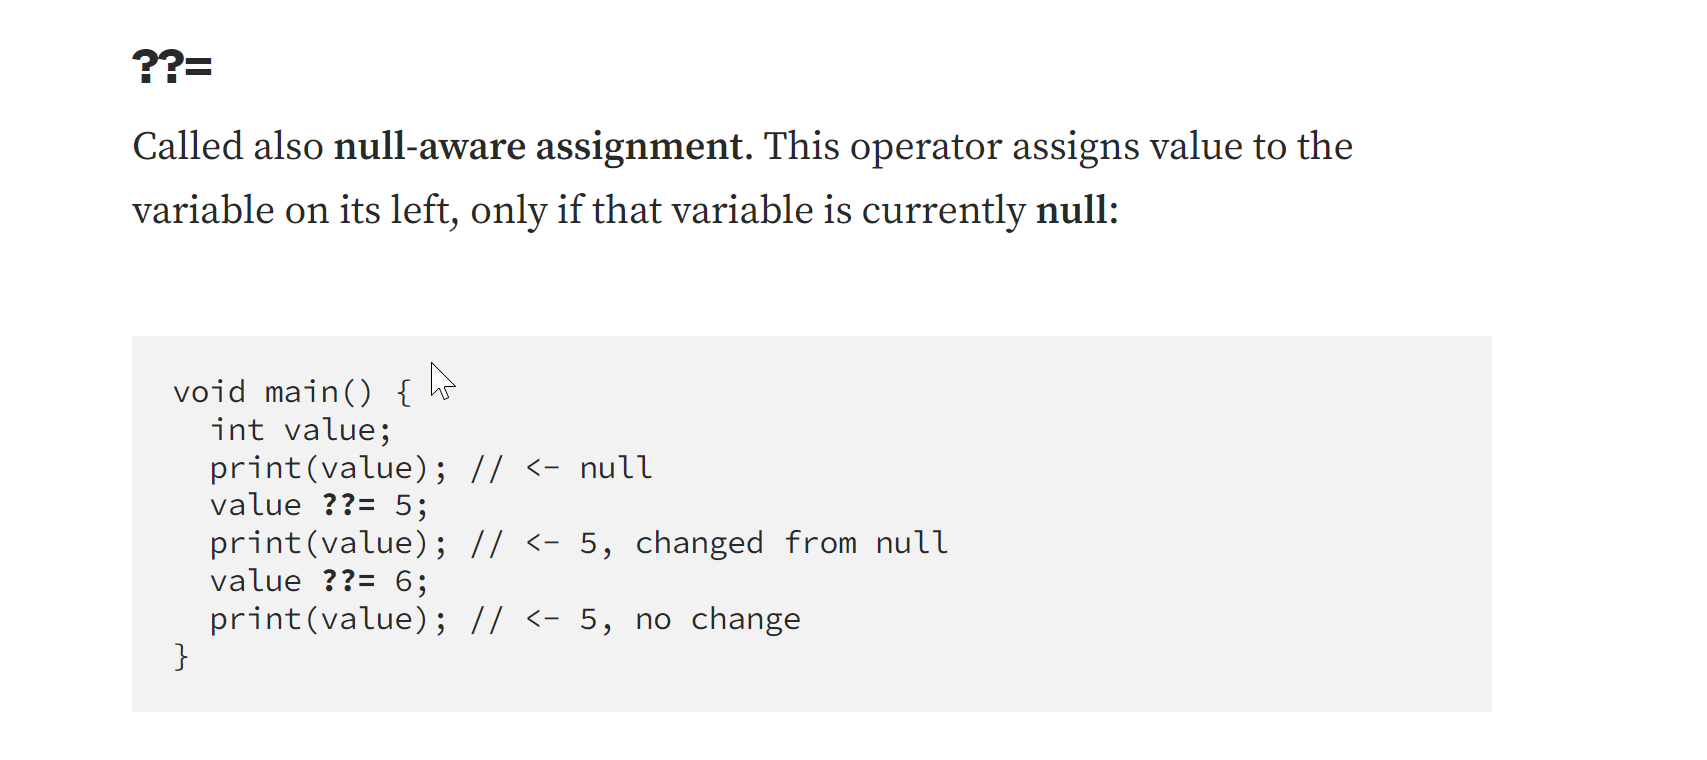 ??=
Called also null-aware assignment. This operator assigns value to the
variable on its left, only if that variable is currently null:
void main() {
  int value;
  print(value); // <- null
  value ??= 5;
  print(value); // <- 5, changed from null
  value ??= 6;
  print(value); // <- 5, no change
}